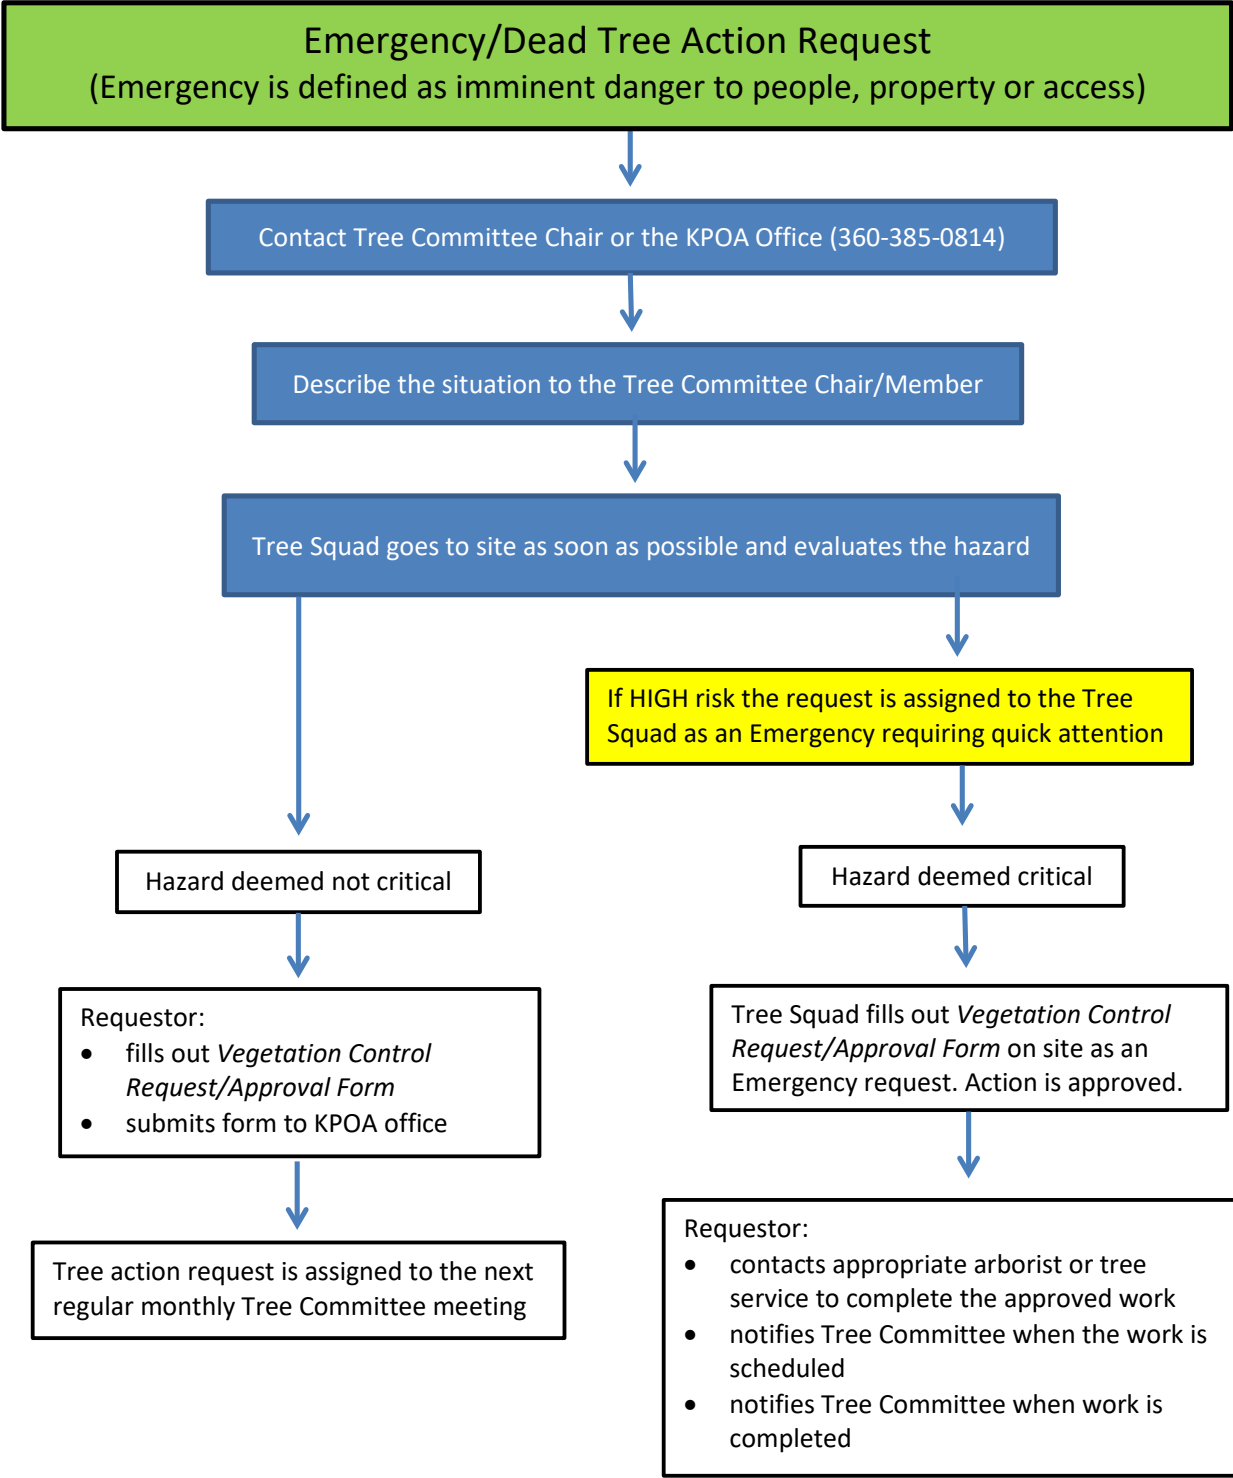 Emergency/Dead Tree Action Request
(Emergency is defined as imminent danger to people, property or access)
Contact Tree Committee Chair or the KPOA Office (360-385-0814)
Describe the situation to the Tree Committee Chair/Member
Tree Squad goes to site as soon as possible and evaluates the hazard
If HIGH risk the request is assigned to the Tree
Squad as an Emergency requiring quick attention
Hazard deemed not critical
Hazard deemed critical
Requestor:
• fills out Vegetation Control
Request/Approval Form
• submits form to KPOA office
Tree Squad fills out Vegetation Control
Request/Approval Form on site as an
Emergency request. Action is approved.
Tree action request is assigned to the next
regular monthly Tree Committee meeting
Requestor:
• contacts appropriate arborist or tree
service to complete the approved work
• notifies Tree Committee when the work is
scheduled
• notifies Tree Committee when work is
completed